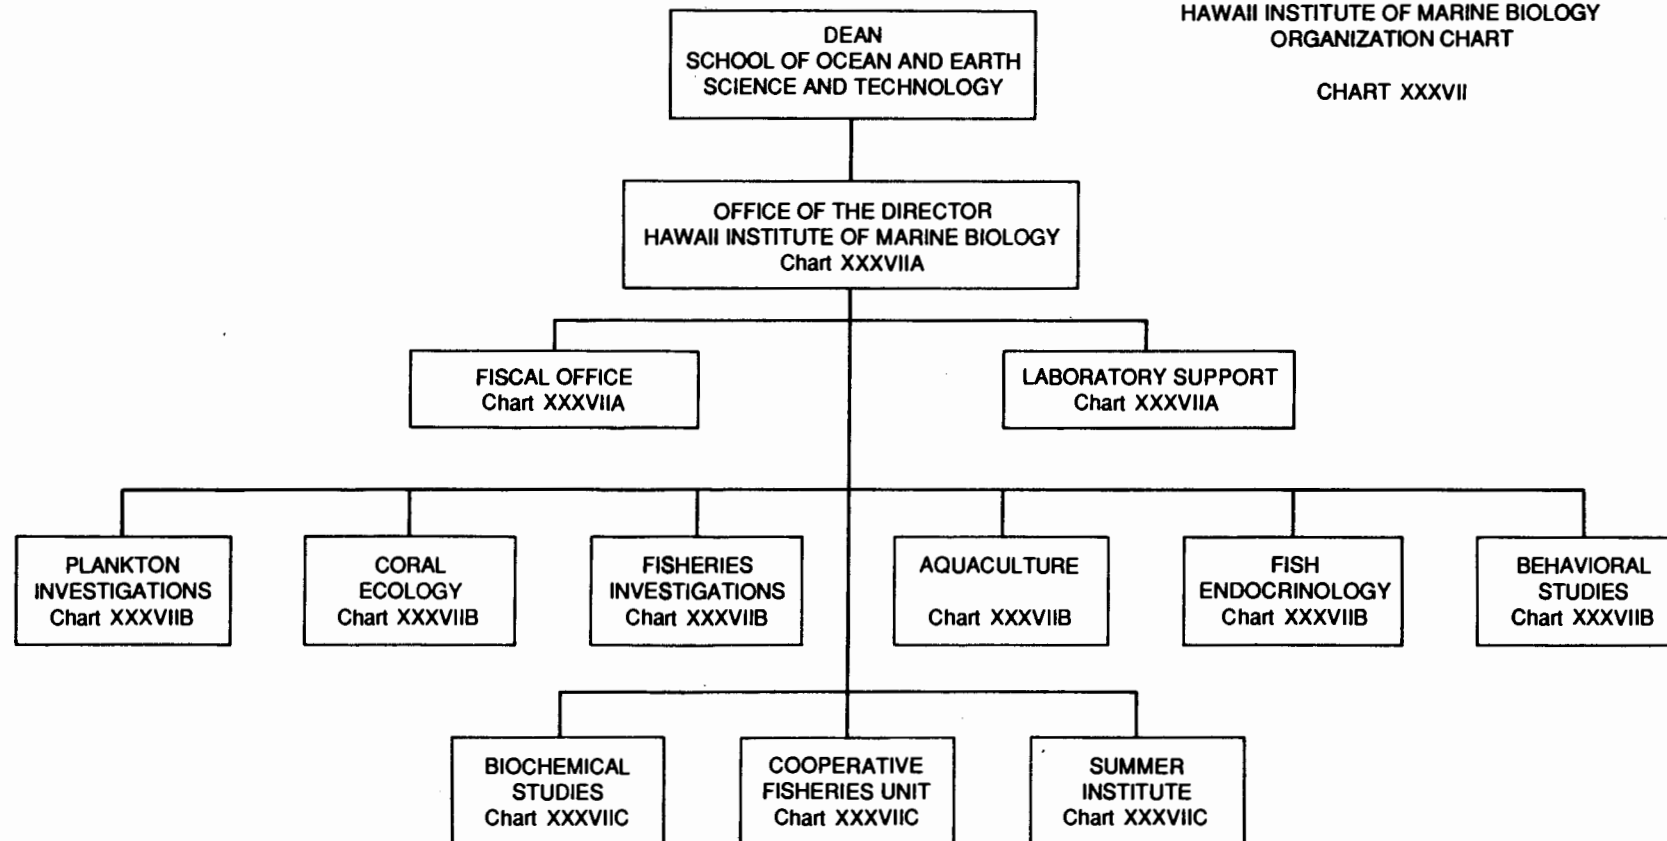 HAWAII INSTITUTE OF MARINE BIOLOGY
ORGANIZATION CHART
CHART XXXVII
DEAN
SCHOOL OF OCEAN AND EARTH
SCIENCE AND TECHNOLOGY
OFFICE OF THE DIRECTOR
HAWAII INSTITUTE OF MARINE BIOLOGY
Chart XXXVIIA
FISCAL OFFICE
Chart XXXVIIA
LABORATORY SUPPORT
Chart XXXVIIA
PLANKTON
INVESTIGATIONS
Chart XXXVIIB
CORAL
ECOLOGY
Chart XXXVIIB
FISHERIES
INVESTIGATIONS
Chart XXXVIIB
AQUACULTURE
Chart XXXVIIB
FISH
ENDOCRINOLOGY
Chart XXXVIIB
BEHAVIORAL
STUDIES
Chart XXXVIIB
BIOCHEMICAL
STUDIES
Chart XXXVIIC
COOPERATIVE
FISHERIES UNIT
Chart XXXVIIC
SUMMER
INSTITUTE
Chart XXXVIIC